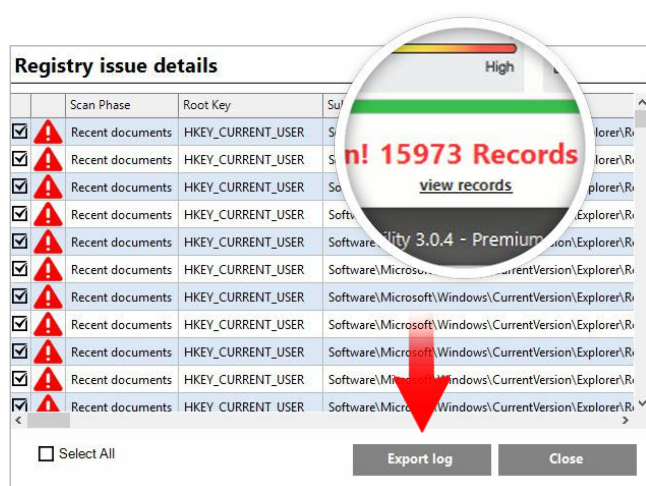 Registry issue details
High
Scan Phase Root Key
n! 15973 Records
view records
ility 3.0.4 - Premium
Recent documents HKEY_CURRENT_USER
Recent documents HKEY_CURRENT_USER
Recent documents HKEY_CURRENT_USER
Recent documents HKEY_CURRENT_USER
Recent documents HKEY_CURRENT_USER Software
Recent documents HKEY_CURRENT_USER Software\Microsoft\Windows\CurrentVersion\Explorer\R
Recent documents HKEY_CURRENT_USER Software\Microsoft\Windows\CurrentVersion\Explorer\R
Recent documents HKEY_CURRENT_USER Software\Microsoft\Windows\CurrentVersion\Explorer\R
Recent documents HKEY_CURRENT_USER Software\Microsoft\Windows\CurrentVersion\Explorer\R
Recent documents HKEY_CURRENT_USER Software\Microsoft\Windows\CurrentVersion\Explorer\R
Recent documents HKEY_CURRENT_USER Software\Microsoft\Windows\CurrentVersion\Explorer\R
Select All
Export log Close